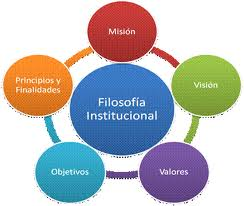 Misión
Visión
Valores
Objetivos
Principios y
Finalidades
Filosofía
Institucional